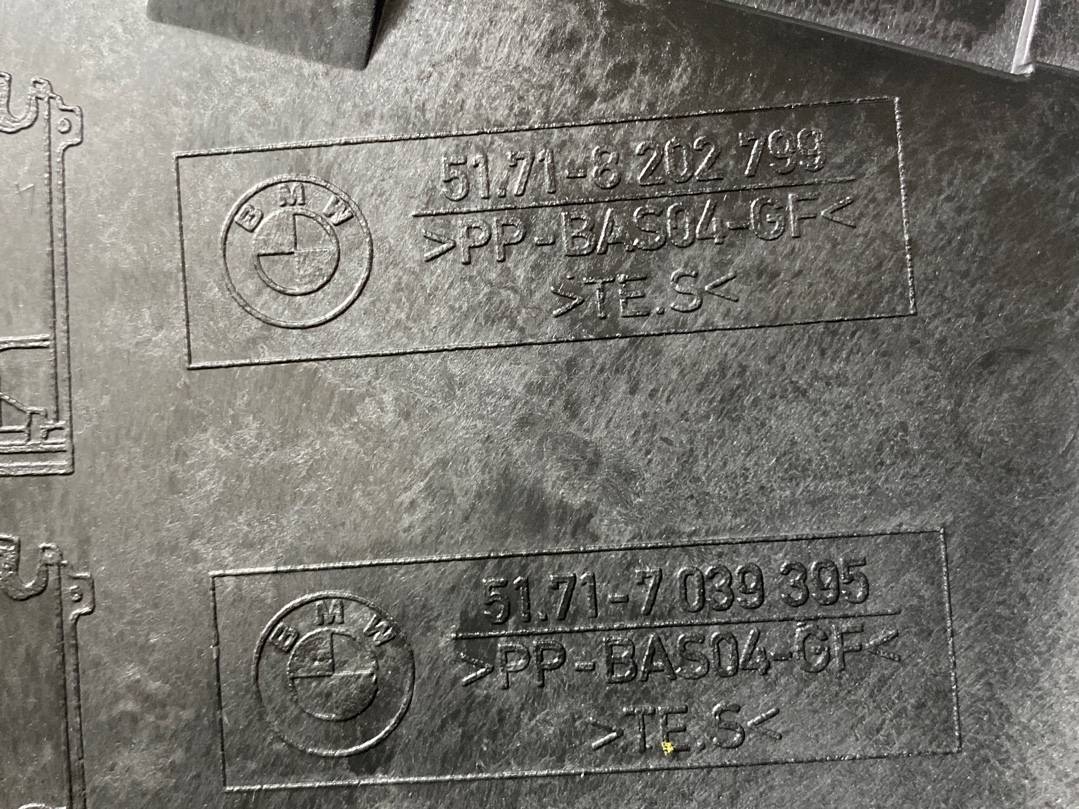 BMW
51.71-8 202 799
>PP-BAS04-GF<
>TE.S<
BMW
51.71-7 039 395
>PP-BAS04-GF<
>TE.S<